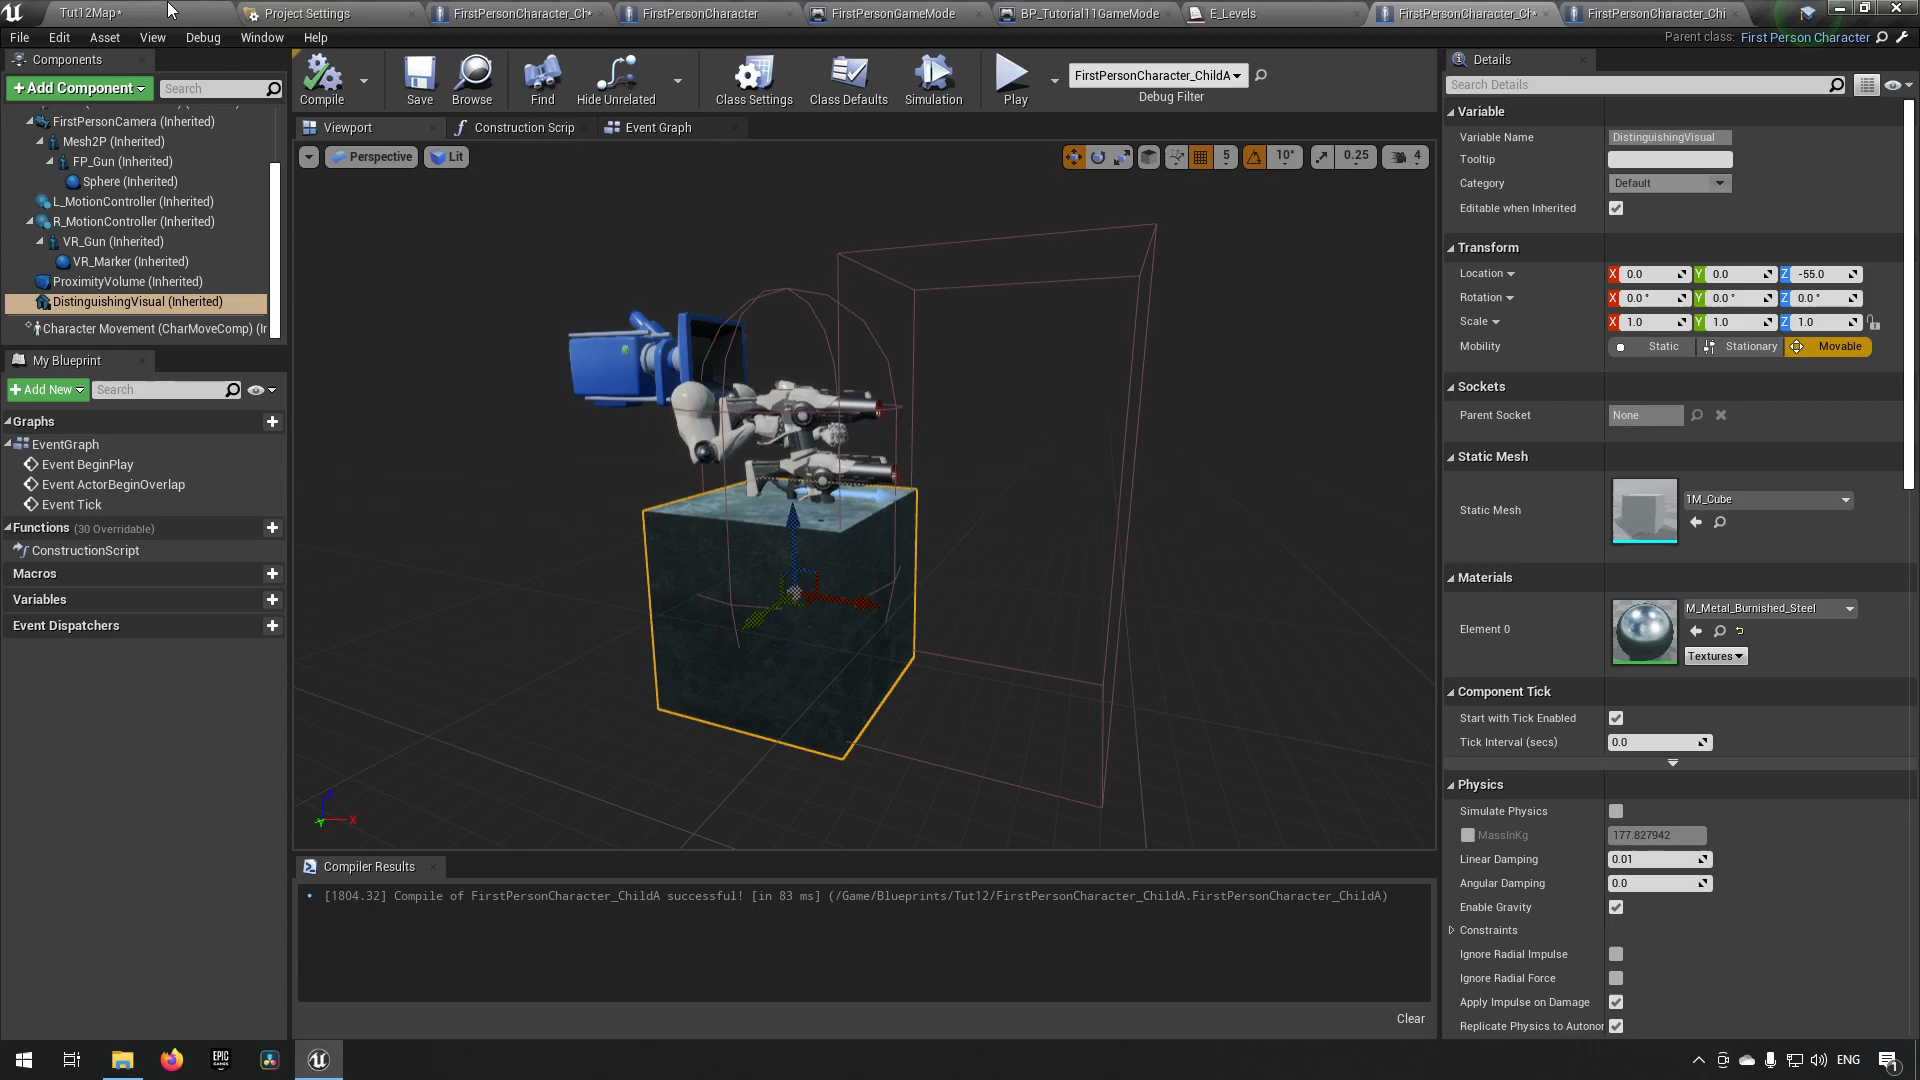 Tut12Map*
Project Settings
FirstPersonCharacter_Ch*
FirstPersonCharacter
FirstPersonGameMode
BP_Tutorial11GameMode
E_Levels
FirstPersonCharacter_Ch*
FirstPersonCharacter_Chi
File Edit Asset View Debug Window Help
Parent class: First Person Character
Components
+Add Component
Search
FirstPersonCamera (Inherited)
Mesh2P (Inherited)
FP_Gun (Inherited)
Sphere (Inherited)
L_MotionController (Inherited)
R_MotionController (Inherited)
VR_Gun (Inherited)
VR_Marker (Inherited)
ProximityVolume (Inherited)
DistinguishingVisual (Inherited)
Character Movement (CharMoveComp) (Ir
My Blueprint
+Add New
Search
Graphs
EventGraph
Event BeginPlay
Event ActorBeginOverlap
Event Tick
Functions (30 Overridable)
ConstructionScript
Macros
Variables
Event Dispatchers
Compile
Save
Browse
Find
Hide Unrelated
Class Settings
Class Defaults
Simulation
Play
FirstPersonCharacter_ChildA
Debug Filter
Viewport
Construction Scrip
Event Graph
Perspective
Lit
5
10°
0.25
4
Z
X
Y
Compiler Results
• [1804.32] Compile of FirstPersonCharacter_ChildA successful! [in 83 ms] (/Game/Blueprints/Tut12/FirstPersonCharacter_ChildA.FirstPersonCharacter_ChildA)
Clear
Details
Search Details
Variable
Variable Name DistinguishingVisual
Tooltip
Category Default
Editable when Inherited
Transform
Location X 0.0 Y 0.0 Z -55.0
Rotation X 0.0° Y 0.0° Z 0.0°
Scale X 1.0 Y 1.0 Z 1.0
Mobility Static Stationary Movable
Sockets
Parent Socket None
Static Mesh
Static Mesh 1M_Cube
Materials
Element 0 M_Metal_Burnished_Steel
Textures
Component Tick
Start with Tick Enabled
Tick Interval (secs) 0.0
Physics
Simulate Physics
MassInKg 177.827942
Linear Damping 0.01
Angular Damping 0.0
Enable Gravity
Constraints
Ignore Radial Impulse
Ignore Radial Force
Apply Impulse on Damage
Replicate Physics to Autonor
EPIC
GAMES
ENG
1